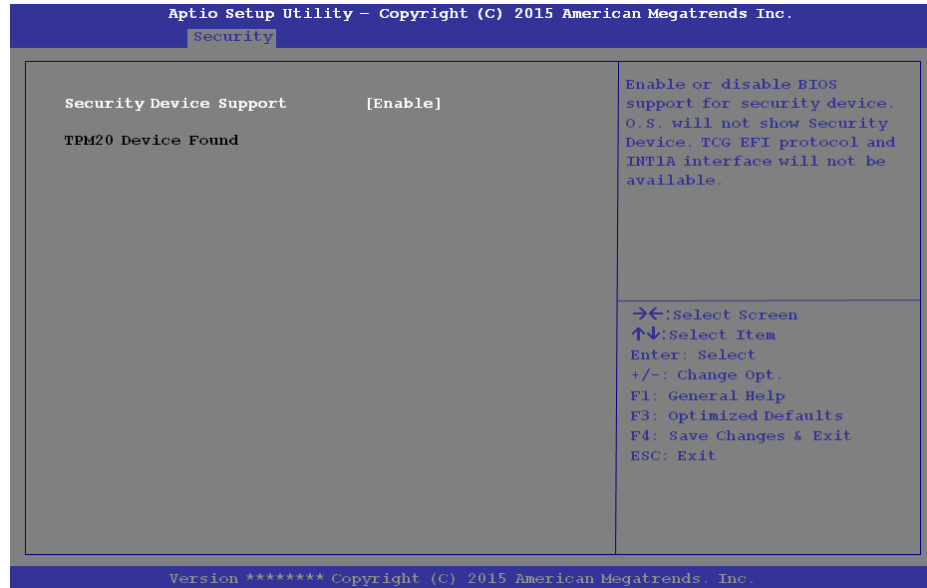 Aptio Setup Utility – Copyright (C) 2015 American Megatrends Inc.
Security
Security Device Support [Enable]
TPM20 Device Found
Enable or disable BIOS
support for security device.
O.S. will not show Security
Device. TCG EFI protocol and
INT1A interface will not be
available.
→←:Select Screen
↑↓:Select Item
Enter: Select
+/-: Change Opt.
F1: General Help
F3: Optimized Defaults
F4: Save Changes & Exit
ESC: Exit
Version ******** Copyright (C) 2015 American Megatrends. Inc.